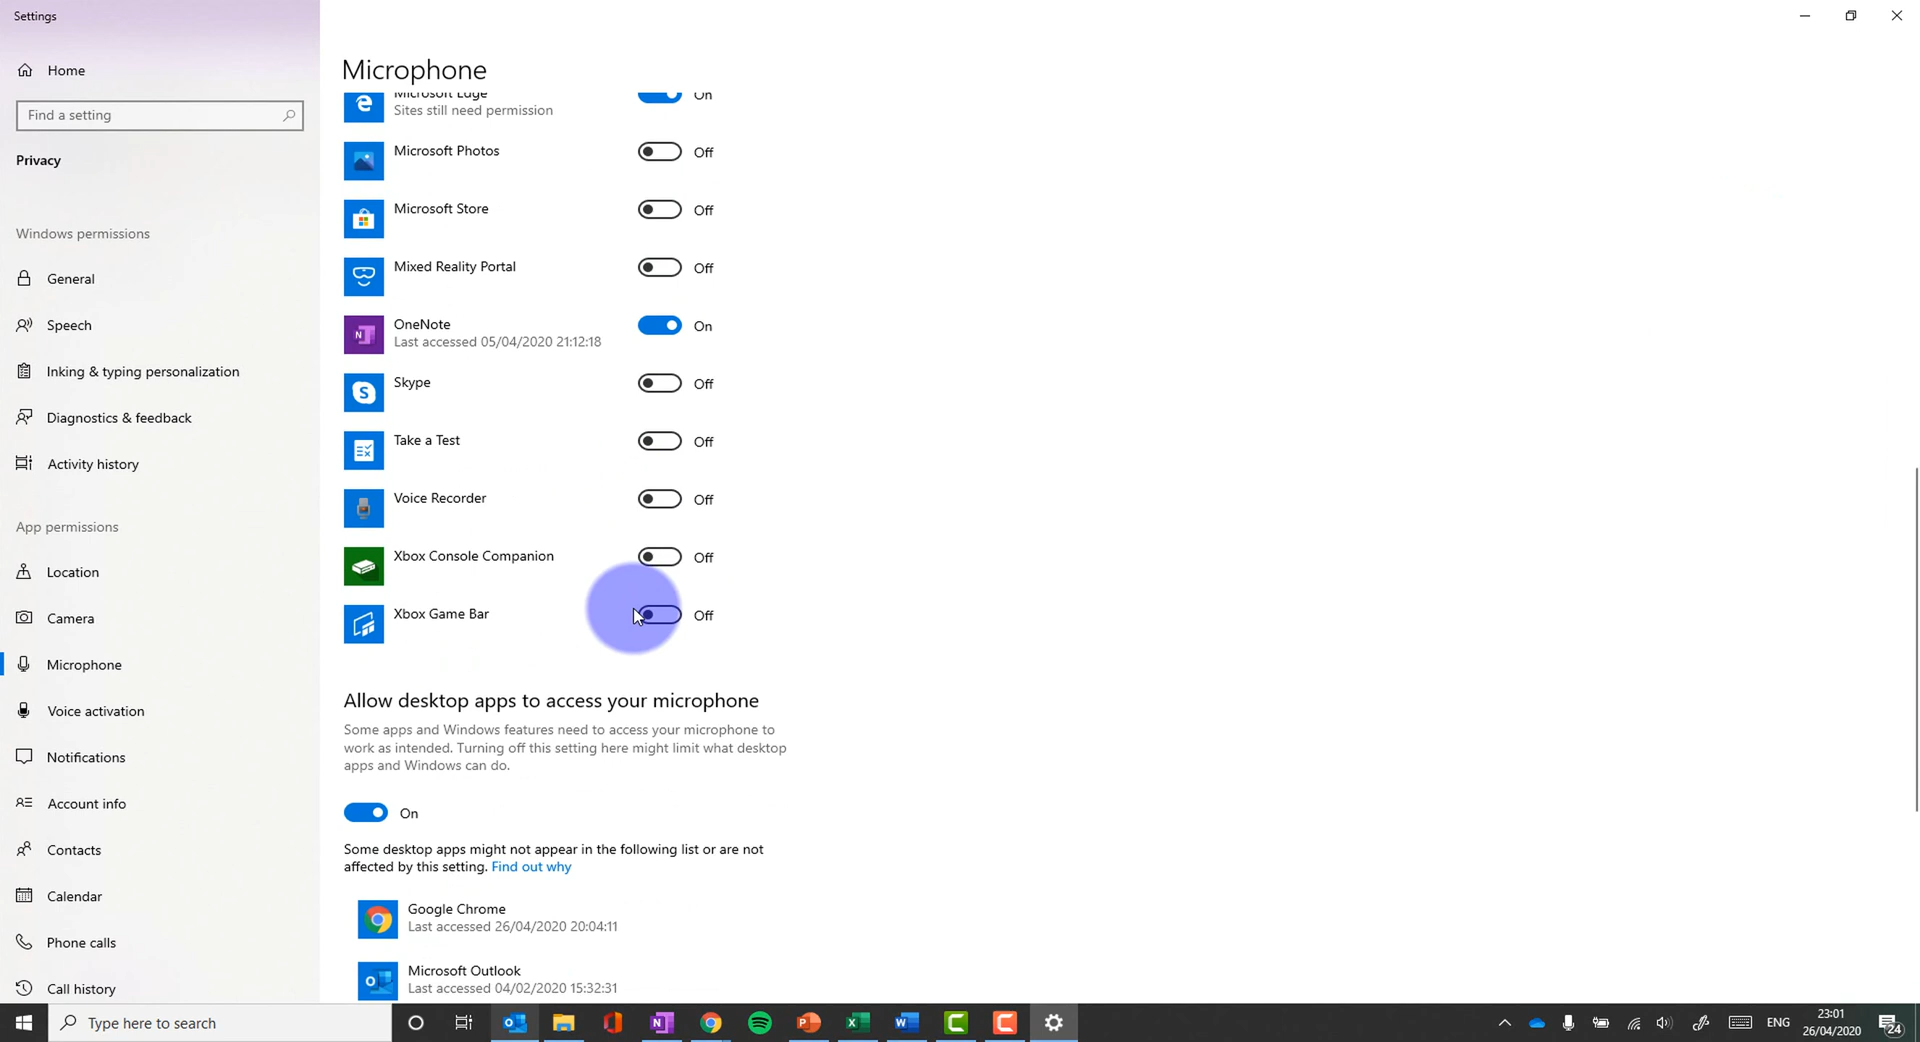 Settings
Home
Find a setting
Privacy
Windows permissions
General
Speech
Inking & typing personalization
Diagnostics & feedback
Activity history
App permissions
Location
Camera
Microphone
Voice activation
Notifications
Account info
Contacts
Calendar
Phone calls
Call history
Microphone
Microsoft Edge
On
Sites still need permission
Microsoft Photos
Off
Microsoft Store
Off
Mixed Reality Portal
Off
OneNote
On
Last accessed 05/04/2020 21:12:18
Skype
Off
Take a Test
Off
Voice Recorder
Off
Xbox Console Companion
Off
Xbox Game Bar
Off
Allow desktop apps to access your microphone
Some apps and Windows features need to access your microphone to
work as intended. Turning off this setting here might limit what desktop
apps and Windows can do.
On
Some desktop apps might not appear in the following list or are not
affected by this setting. Find out why
Google Chrome
Last accessed 26/04/2020 20:04:11
Microsoft Outlook
Last accessed 04/02/2020 15:32:31
Type here to search
ENG
23:01
26/04/2020
24